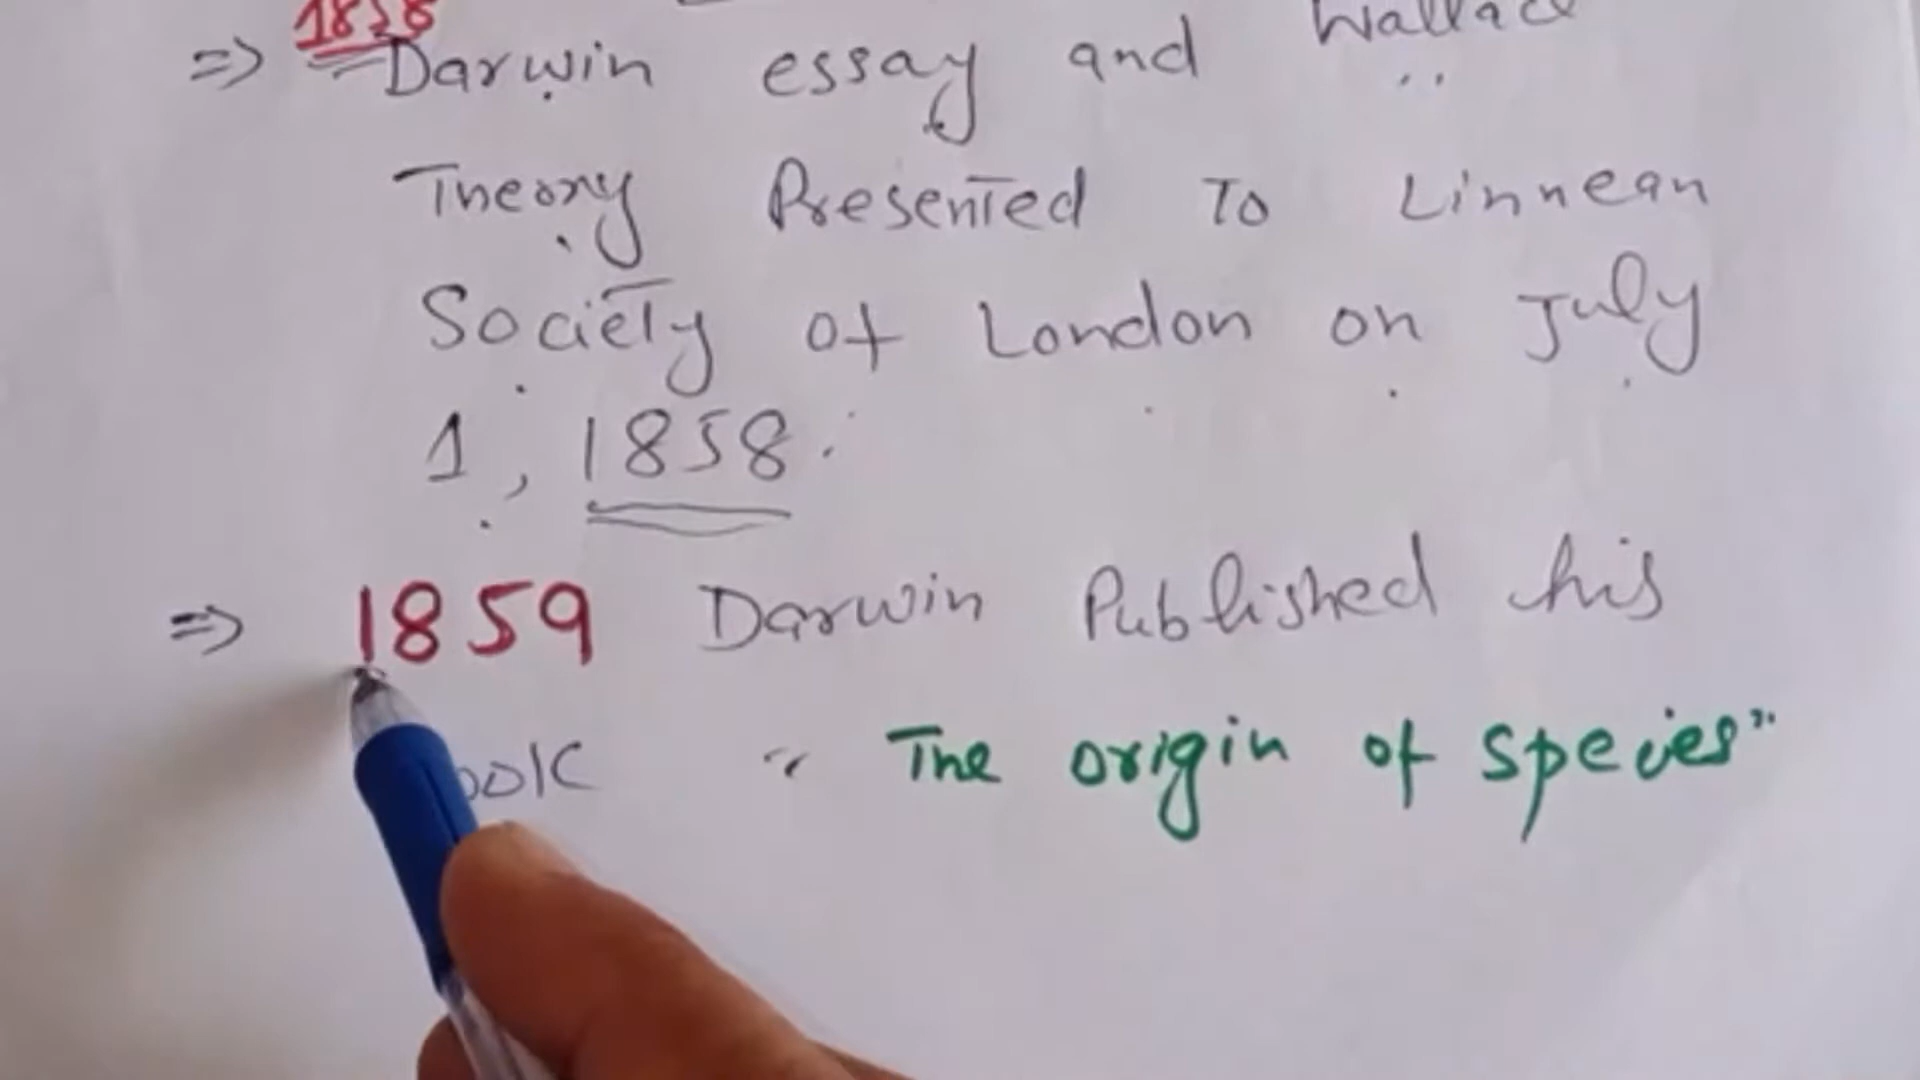 1858
=> Darwin essay and Wallace
Theory Presented To Linnean
Society of London on July
1, 1858.
=> 1859 Darwin Published his
ook " The origin of species"